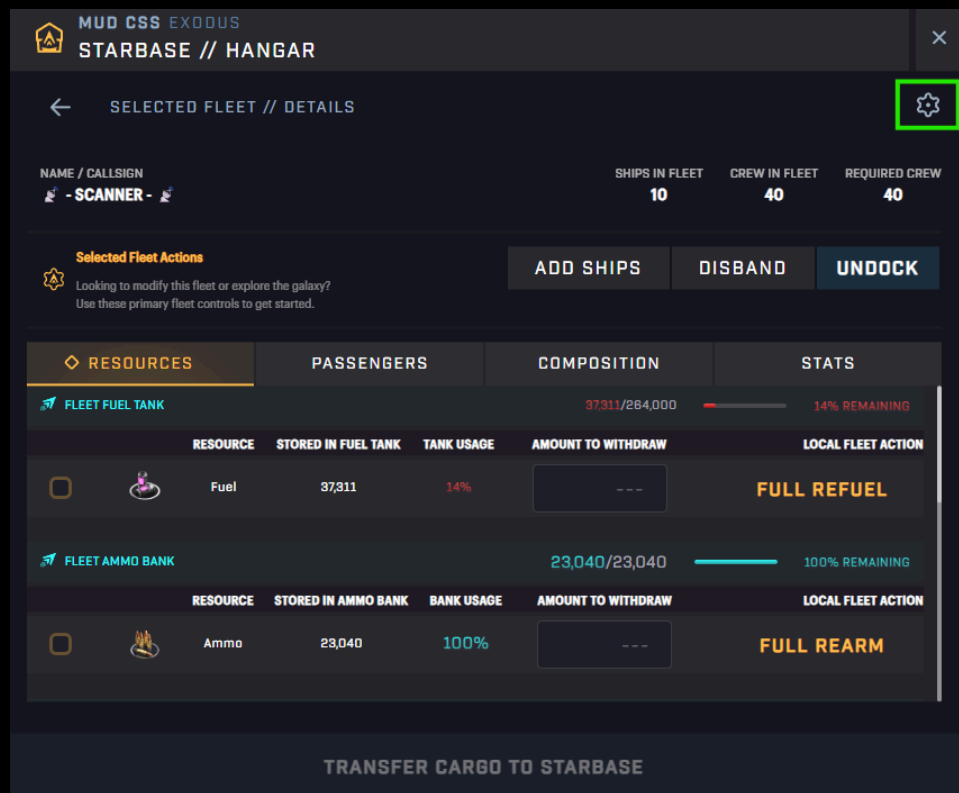 MUD CSS EXODUS
STARBASE // HANGAR
SELECTED FLEET // DETAILS
NAME / CALLSIGN
- SCANNER -
SHIPS IN FLEET
10
CREW IN FLEET
40
REQUIRED CREW
40
Selected Fleet Actions
Looking to modify this fleet or explore the galaxy?
Use these primary fleet controls to get started.
ADD SHIPS
DISBAND
UNDOCK
RESOURCES
PASSENGERS
COMPOSITION
STATS
FLEET FUEL TANK 37,311/264,000 14% REMAINING
RESOURCE STORED IN FUEL TANK TANK USAGE AMOUNT TO WITHDRAW LOCAL FLEET ACTION
Fuel 37,311 14% --- FULL REFUEL
FLEET AMMO BANK 23,040/23,040 100% REMAINING
RESOURCE STORED IN AMMO BANK BANK USAGE AMOUNT TO WITHDRAW LOCAL FLEET ACTION
Ammo 23,040 100% --- FULL REARM
TRANSFER CARGO TO STARBASE